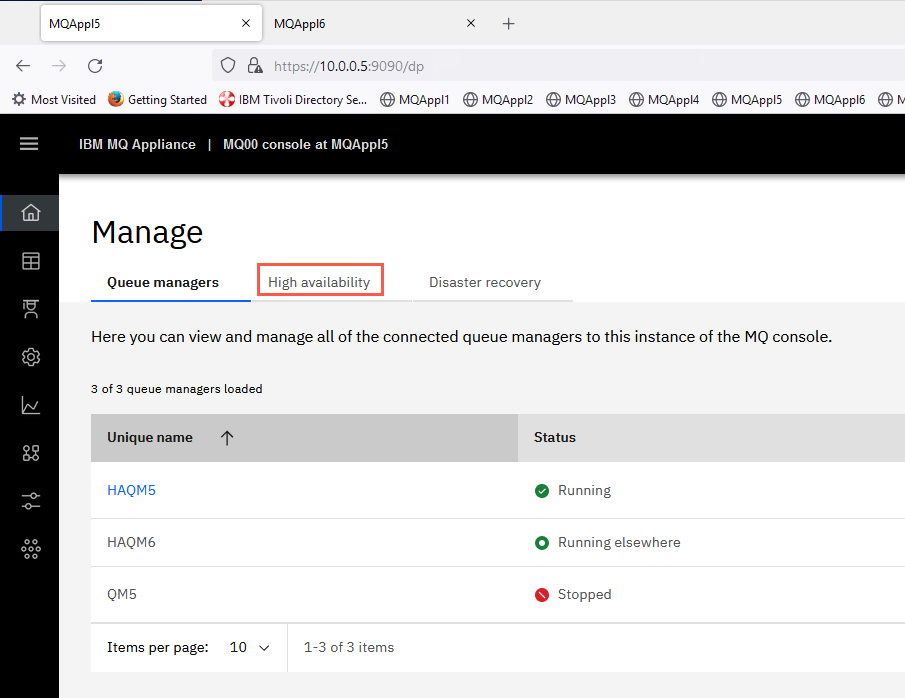 MQAppl5
MQAppl6
https://10.0.0.5:9090/dp
Most Visited Getting Started IBM Tivoli Directory Se... MQAppl1 MQAppl2 MQAppl3 MQAppl4 MQAppl5 MQAppl6 M
IBM MQ Appliance | MQ00 console at MQAppl5
Manage
Queue managers High availability Disaster recovery
Here you can view and manage all of the connected queue managers to this instance of the MQ console.
3 of 3 queue managers loaded
Unique name Status
HAQM5 Running
HAQM6 Running elsewhere
QM5 Stopped
Items per page: 10 1-3 of 3 items